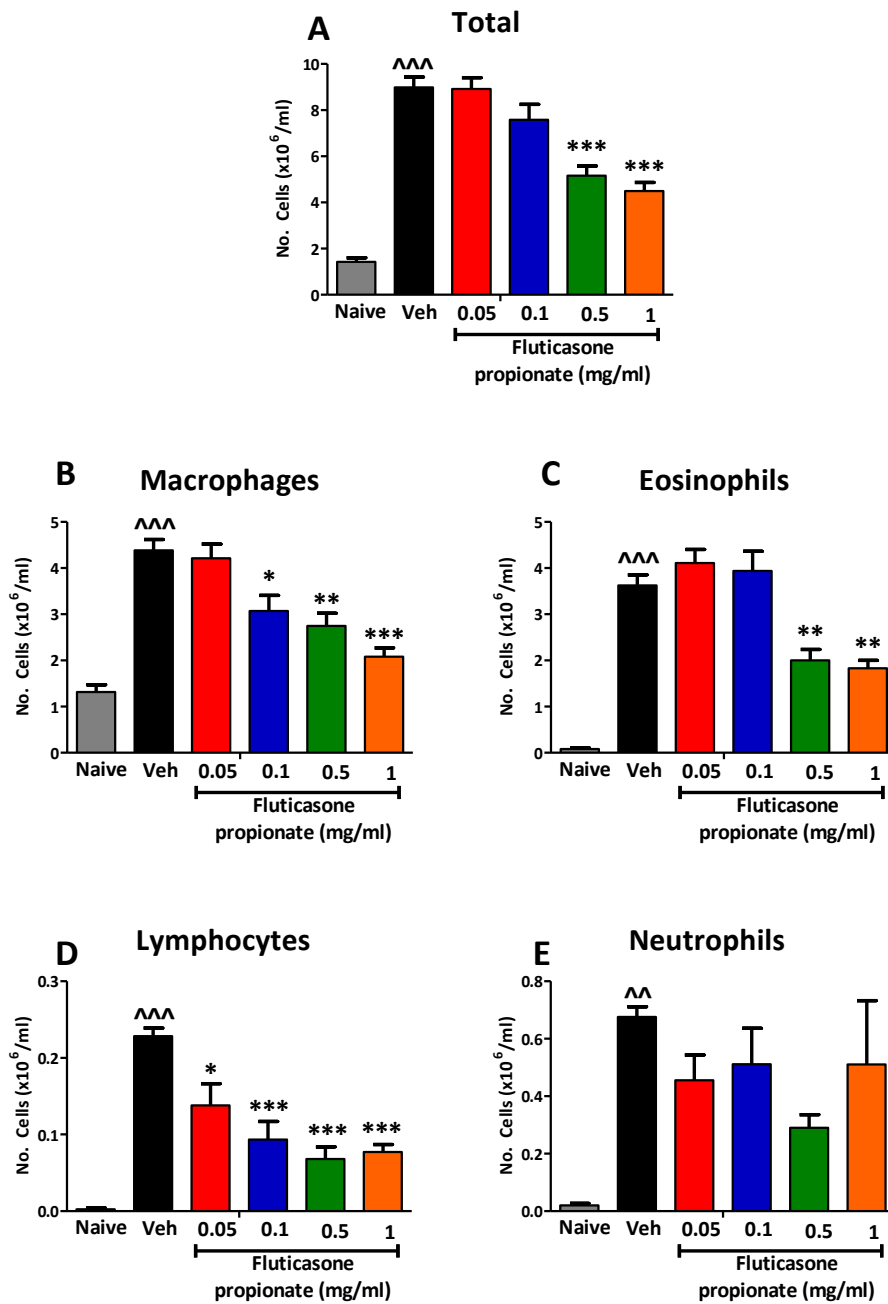 A
Total
^^^
***
***
No. Cells (x10⁶/ml)
10
8
6
4
2
0
Naive Veh 0.05 0.1 0.5 1
Fluticasone
propionate (mg/ml)
B
Macrophages
^^^
*
**
***
No. Cells (x10⁶/ml)
5
4
3
2
1
0
Naive Veh 0.05 0.1 0.5 1
Fluticasone
propionate (mg/ml)
C
Eosinophils
^^^
**
**
No. Cells (x10⁶/ml)
5
4
3
2
1
0
Naive Veh 0.05 0.1 0.5 1
Fluticasone
propionate (mg/ml)
D
Lymphocytes
^^^
*
***
***
***
No. Cells (x10⁶/ml)
0.3
0.2
0.1
0.0
Naive Veh 0.05 0.1 0.5 1
Fluticasone
propionate (mg/ml)
E
Neutrophils
^^
No. Cells (x10⁶/ml)
0.8
0.6
0.4
0.2
0.0
Naive Veh 0.05 0.1 0.5 1
Fluticasone
propionate (mg/ml)